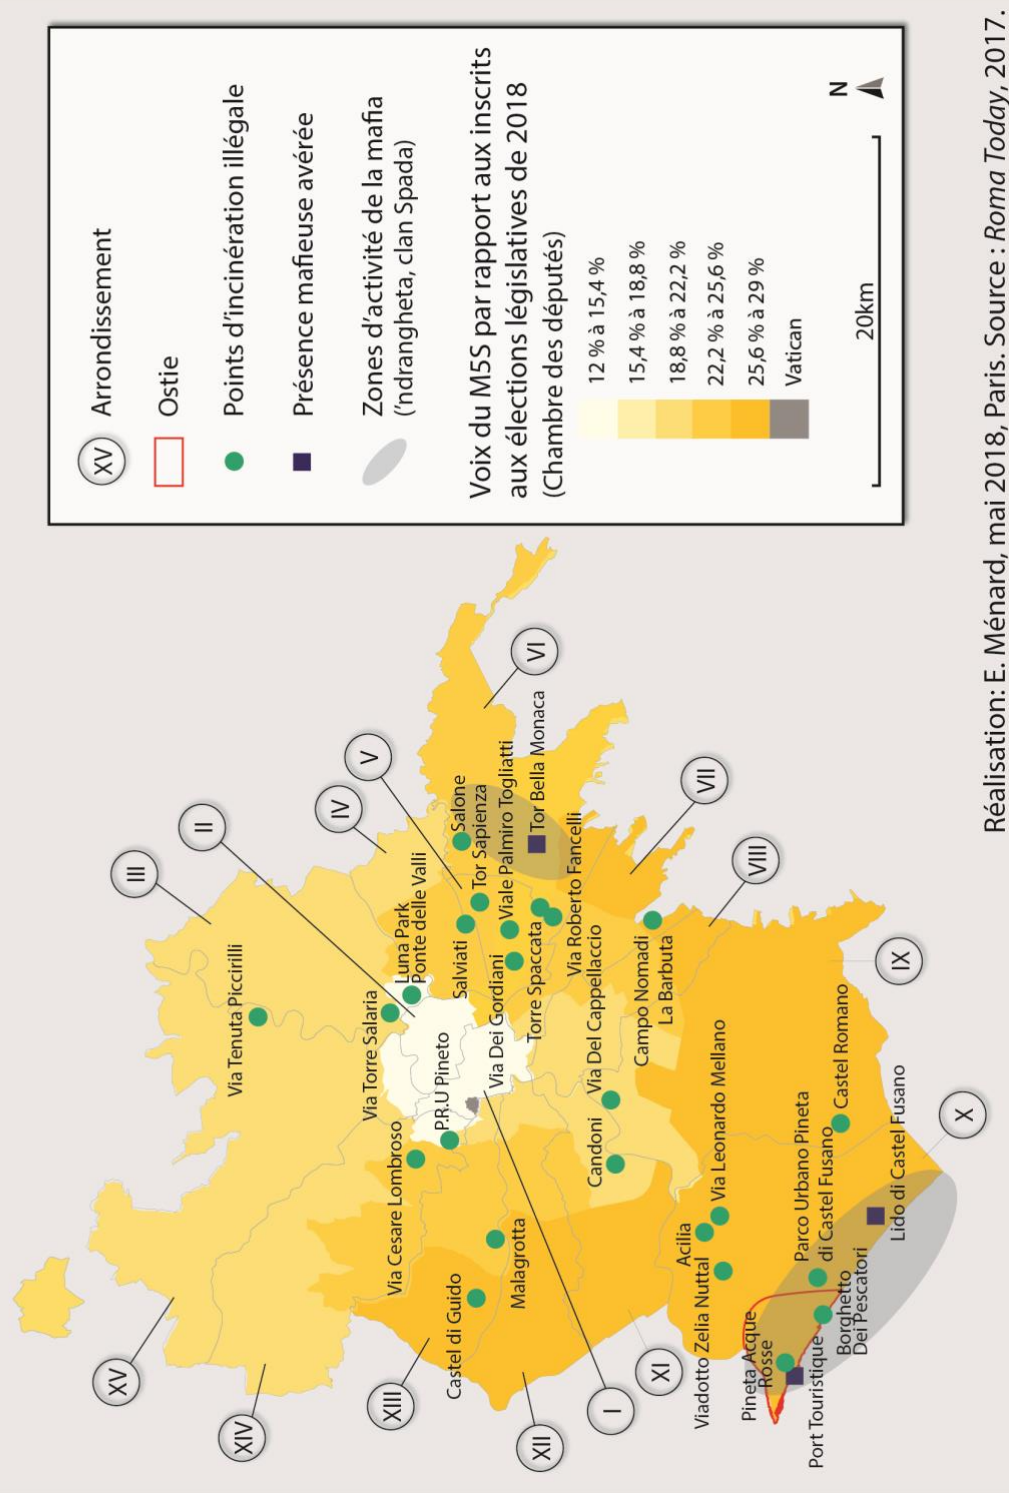 XV
Arrondissement
Ostie
Points d'incinération illégale
Présence mafieuse avérée
Zones d'activité de la mafia
('ndrangheta, clan Spada)
Voix du M5S par rapport aux inscrits
aux élections législatives de 2018
(Chambre des députés)
12 % à 15,4 %
15,4 % à 18,8 %
18,8 % à 22,2 %
22,2 % à 25,6 %
25,6 % à 29 %
Vatican
20km
N
XV
XIV
XIII
XII
XI
I
II
III
IV
V
VI
VII
VIII
IX
X
Via Tenuta Piccirilli
Via Torre Salaria
Luna Park
Ponte delle Valli
P.R.U Pineto
Via Cesare Lombroso
Salviati
Salone
Tor Sapienza
Viale Palmiro Togliatti
Tor Bella Monaca
Via Dei Gordiani
Torre Spaccata
Via Roberto Fancelli
Castel di Guido
Malagrotta
Candoni
Via Del Cappellaccio
Campo Nomadi
La Barbuta
Acilia
Via Leonardo Mellano
Viadotto Zelia Nuttal
Pineta Acque
Rosse
Port Touristique
Parco Urbano Pineta
di Castel Fusano
Castel Romano
Borghetto
Dei Pescatori
Lido di Castel Fusano
Réalisation: E. Ménard, mai 2018, Paris. Source : Roma Today, 2017.